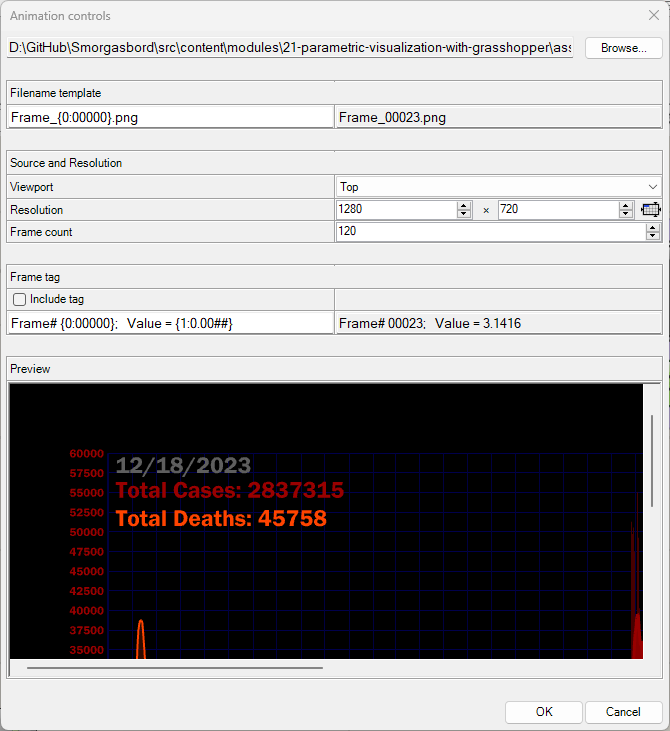 Animation controls
D:\GitHub\Smorgasbord\src\content\modules\21-parametric-visualization-with-grasshopper\ass
Browse...
Filename template
Frame_{0:00000}.png Frame_00023.png
Source and Resolution
Viewport Top
Resolution 1280 × 720
Frame count 120
Frame tag
Include tag
Frame# {0:00000};  Value = {1:0.00##} Frame# 00023;  Value = 3.1416
Preview
60000
12/18/2023
57500
55000
Total Cases: 2837315
52500
Total Deaths: 45758
50000
47500
45000
42500
40000
37500
35000
OK Cancel